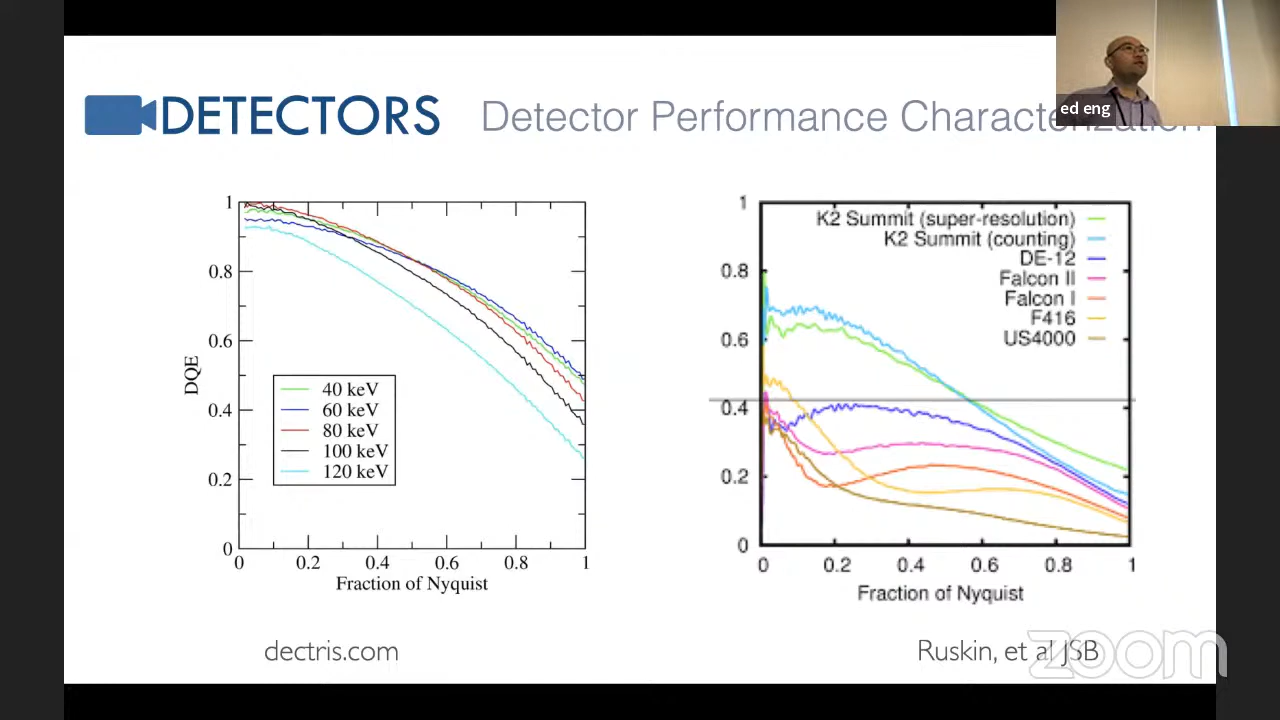 DETECTORS Detector Performance Characterization
ed eng
1
0.8
0.6
0.4
0.2
0
DQE
40 keV
60 keV
80 keV
100 keV
120 keV
0 0.2 0.4 0.6 0.8 1
Fraction of Nyquist
dectris.com
1
0.8
0.6
0.4
0.2
0
K2 Summit (super-resolution)
K2 Summit (counting)
DE-12
Falcon II
Falcon I
F416
US4000
0 0.2 0.4 0.6 0.8 1
Fraction of Nyquist
Ruskin, et al JSB
zoom